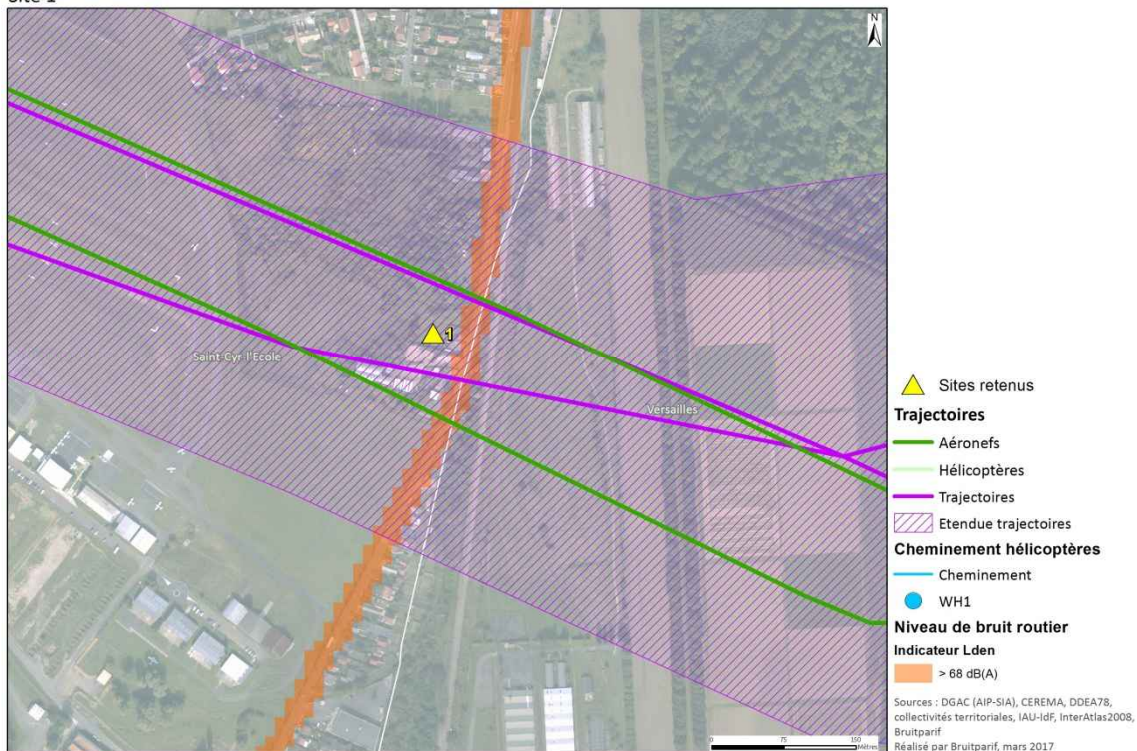 Site 1
N
1
Saint-Cyr-l'Ecole
Versailles
0 75 150
Mètres
Sites retenus
Trajectoires
Aéronefs
Hélicoptères
Trajectoires
Etendue trajectoires
Cheminement hélicoptères
Cheminement
WH1
Niveau de bruit routier
Indicateur Lden
> 68 dB(A)
Sources : DGAC (AIP-SIA), CEREMA, DDEA78,
collectivités territoriales, IAU-IdF, InterAtlas2008,
Bruitparif
Réalisé par Bruitparif, mars 2017